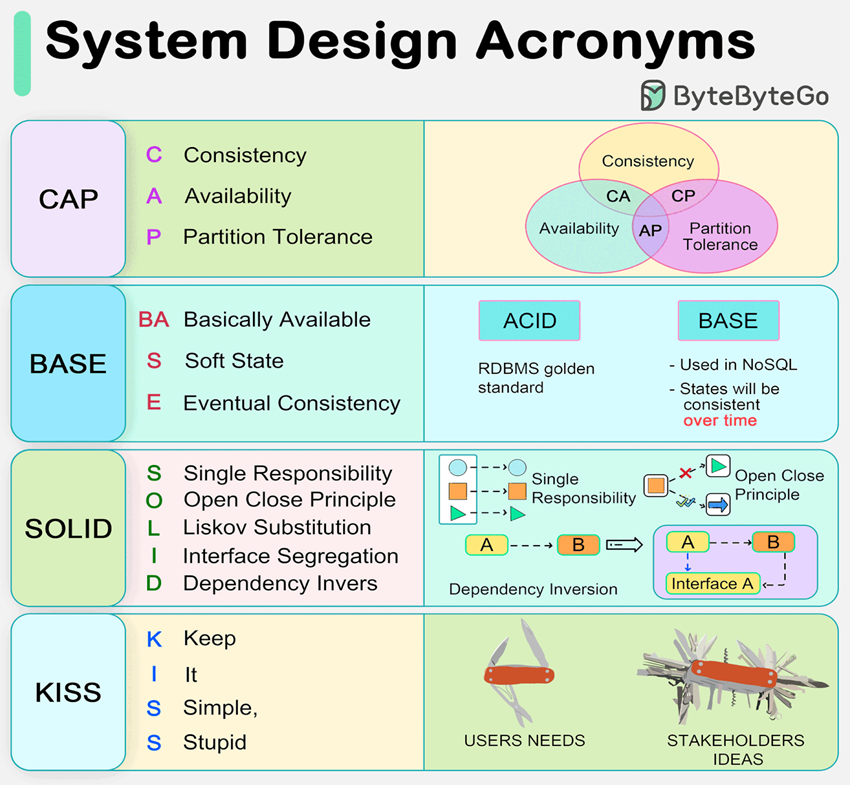 System Design Acronyms
ByteByteGo
CAP
C Consistency
A Availability
P Partition Tolerance
Consistency
CA
CP
Availability
AP
Partition
Tolerance
BASE
BA Basically Available
S Soft State
E Eventual Consistency
ACID
RDBMS golden
standard
BASE
- Used in NoSQL
- States will be
consistent
over time
SOLID
S Single Responsibility
O Open Close Principle
L Liskov Substitution
I Interface Segregation
D Dependency Invers
Single
Responsibility
Open Close
Principle
A
B
Dependency Inversion
A
B
Interface A
KISS
K Keep
I It
S Simple,
S Stupid
USERS NEEDS
STAKEHOLDERS
IDEAS